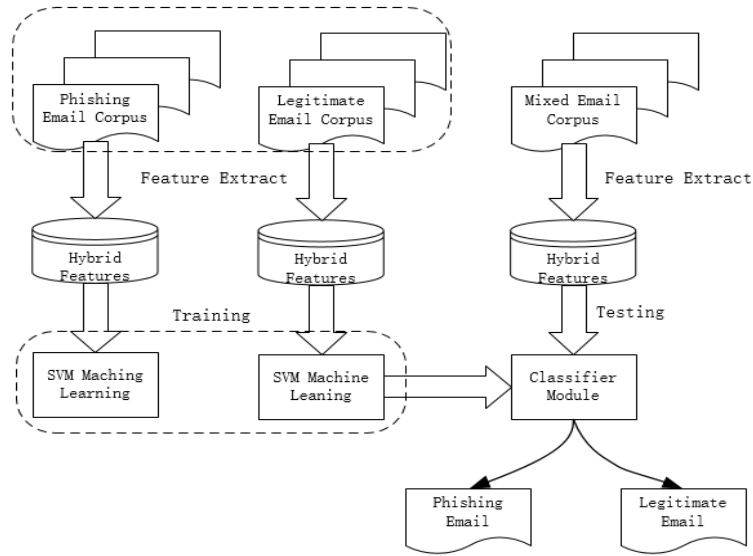 Phishing
Email Corpus
Legitimate
Email Corpus
Mixed Email
Corpus
Feature Extract
Feature Extract
Hybrid
Features
Hybrid
Features
Hybrid
Features
Training
Testing
SVM Maching
Learning
SVM Machine
Leaning
Classifier
Module
Phishing
Email
Legitimate
Email